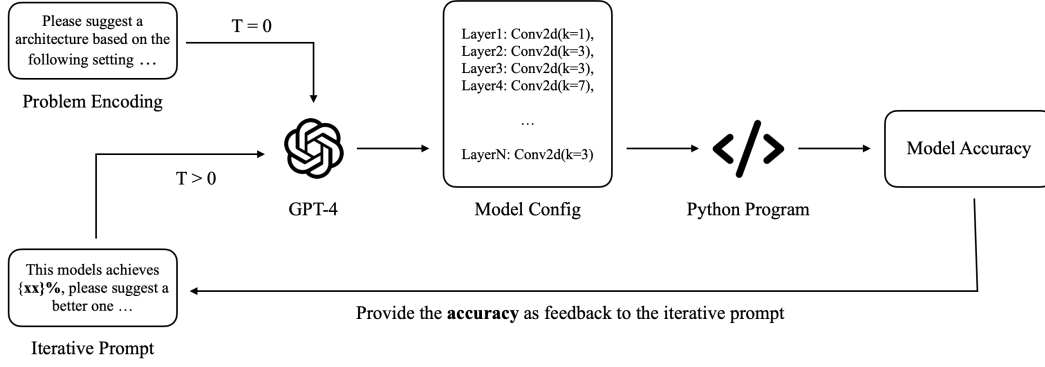 Please suggest a
architecture based on the
following setting …
Problem Encoding
T = 0
T > 0
GPT-4
Layer1: Conv2d(k=1),
Layer2: Conv2d(k=3),
Layer3: Conv2d(k=3),
Layer4: Conv2d(k=7),
…
LayerN: Conv2d(k=3)
Model Config
</>
Python Program
Model Accuracy
This models achieves
{xx}%, please suggest a
better one …
Iterative Prompt
Provide the accuracy as feedback to the iterative prompt